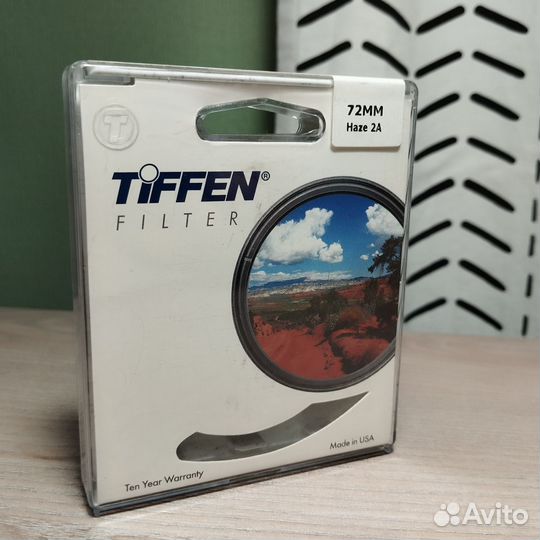 72MM
Haze 2A
T
TiFFEN®
FILTER
Made in USA
Ten Year Warranty
Avito